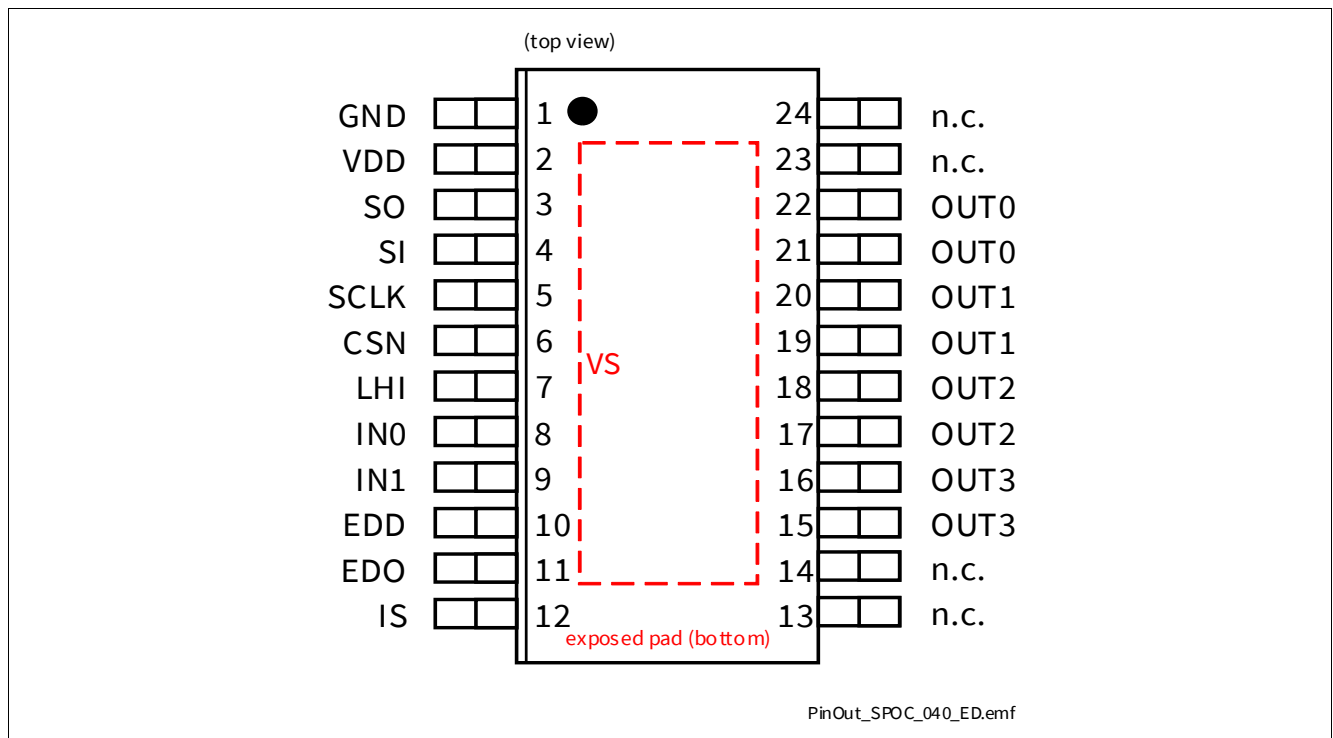 (top view)
GND 1 24 n.c.
VDD 2 23 n.c.
SO 3 22 OUT0
SI 4 21 OUT0
SCLK 5 20 OUT1
CSN 6 19 OUT1
VS
LHI 7 18 OUT2
IN0 8 17 OUT2
IN1 9 16 OUT3
EDD 10 15 OUT3
EDO 11 14 n.c.
IS 12 13 n.c.
exposed pad (bottom)
PinOut_SPOC_040_ED.emf